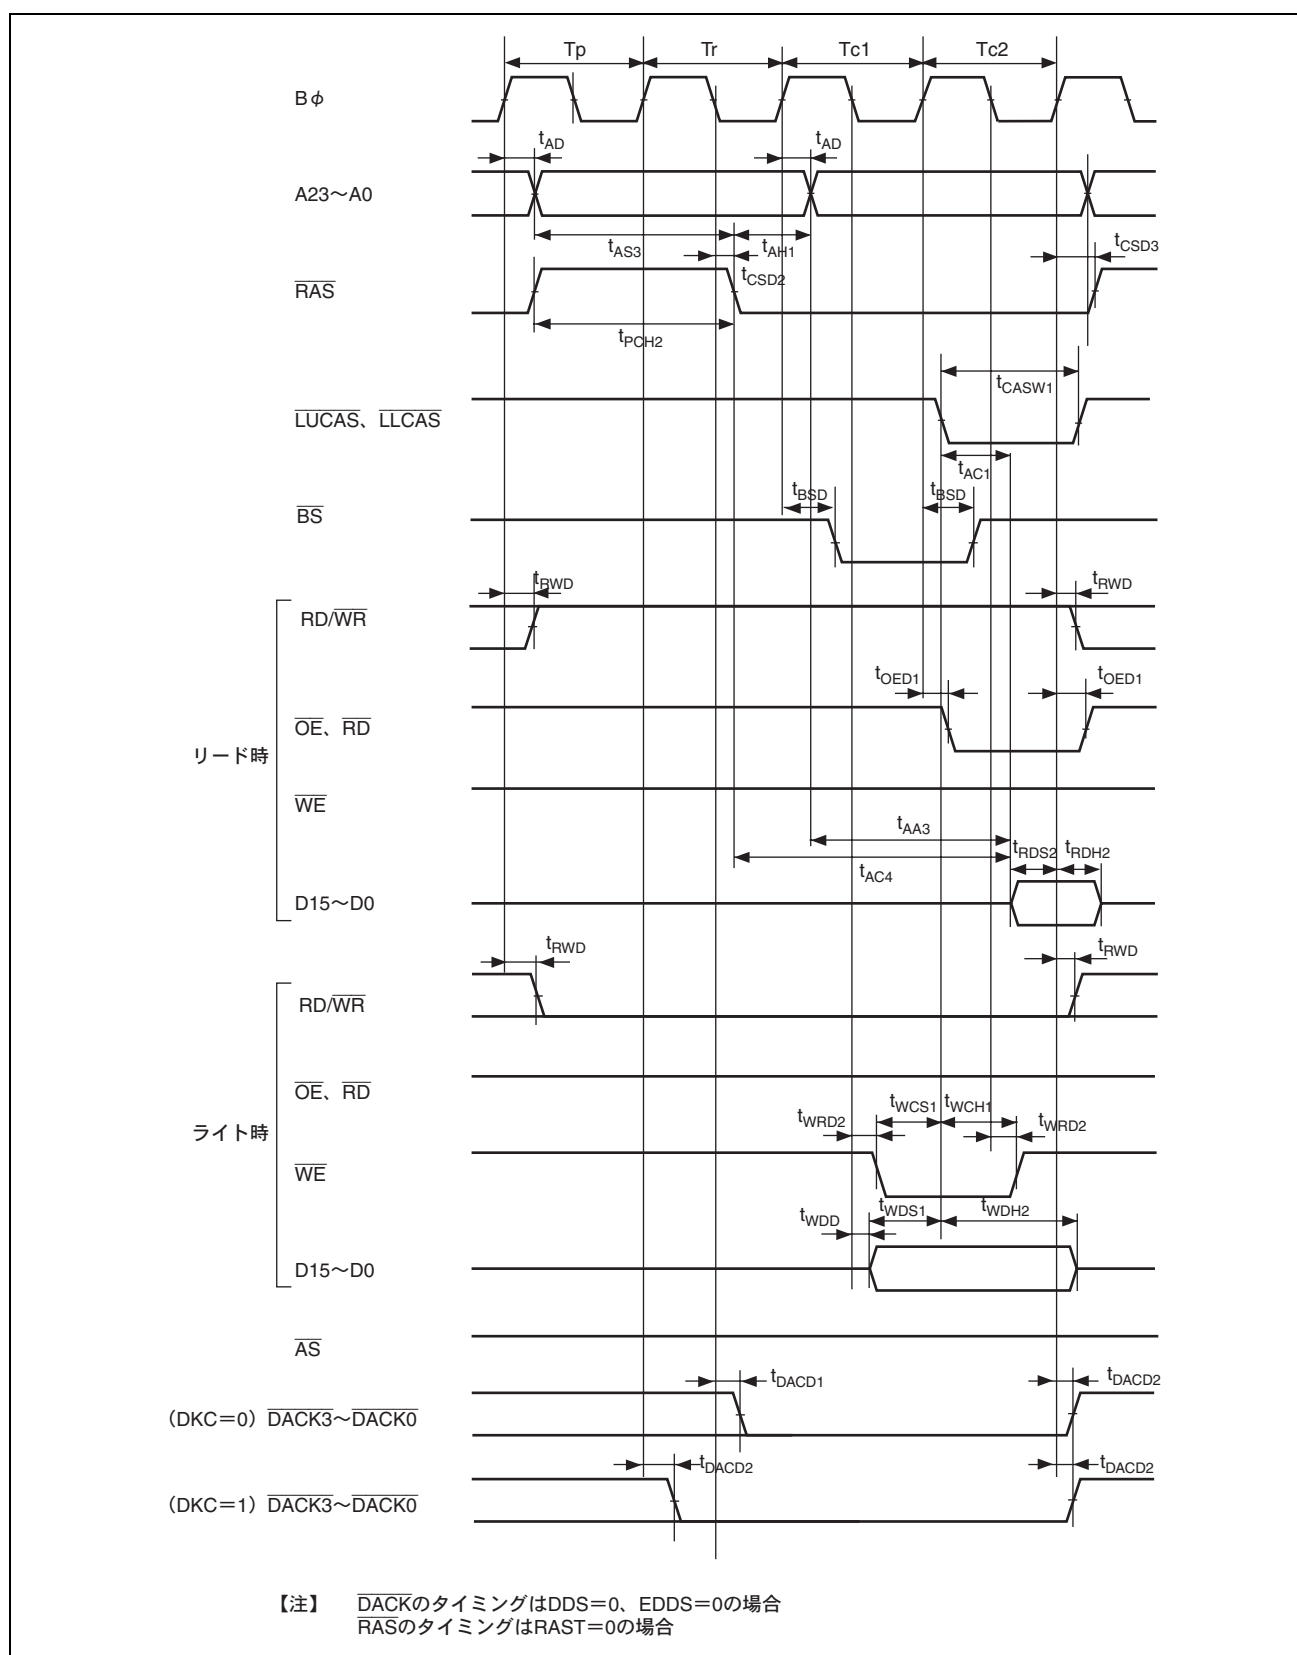 Tp Tr Tc1 Tc2
Bφ
tAD tAD
A23～A0
tAS3 tAH1 tCSD3
tCSD2
RAS
tPCH2
tCASW1
LUCAS、LLCAS
tAC1
tBSD tBSD
BS
tRWD tRWD
RD/WR
tOED1 tOED1
OE、RD
リード時
WE
tAA3
tRDS2 tRDH2
tAC4
D15～D0
tRWD tRWD
RD/WR
OE、RD
tWCS1 tWCH1
ライト時
tWRD2 tWRD2
WE
tWDD tWDS1 tWDH2
D15～D0
AS
tDACD1 tDACD2
（DKC＝0）DACK3～DACK0
tDACD2 tDACD2
（DKC＝1）DACK3～DACK0
【注】 DACKのタイミングはDDS＝0、EDDS＝0の場合
RASのタイミングはRAST＝0の場合